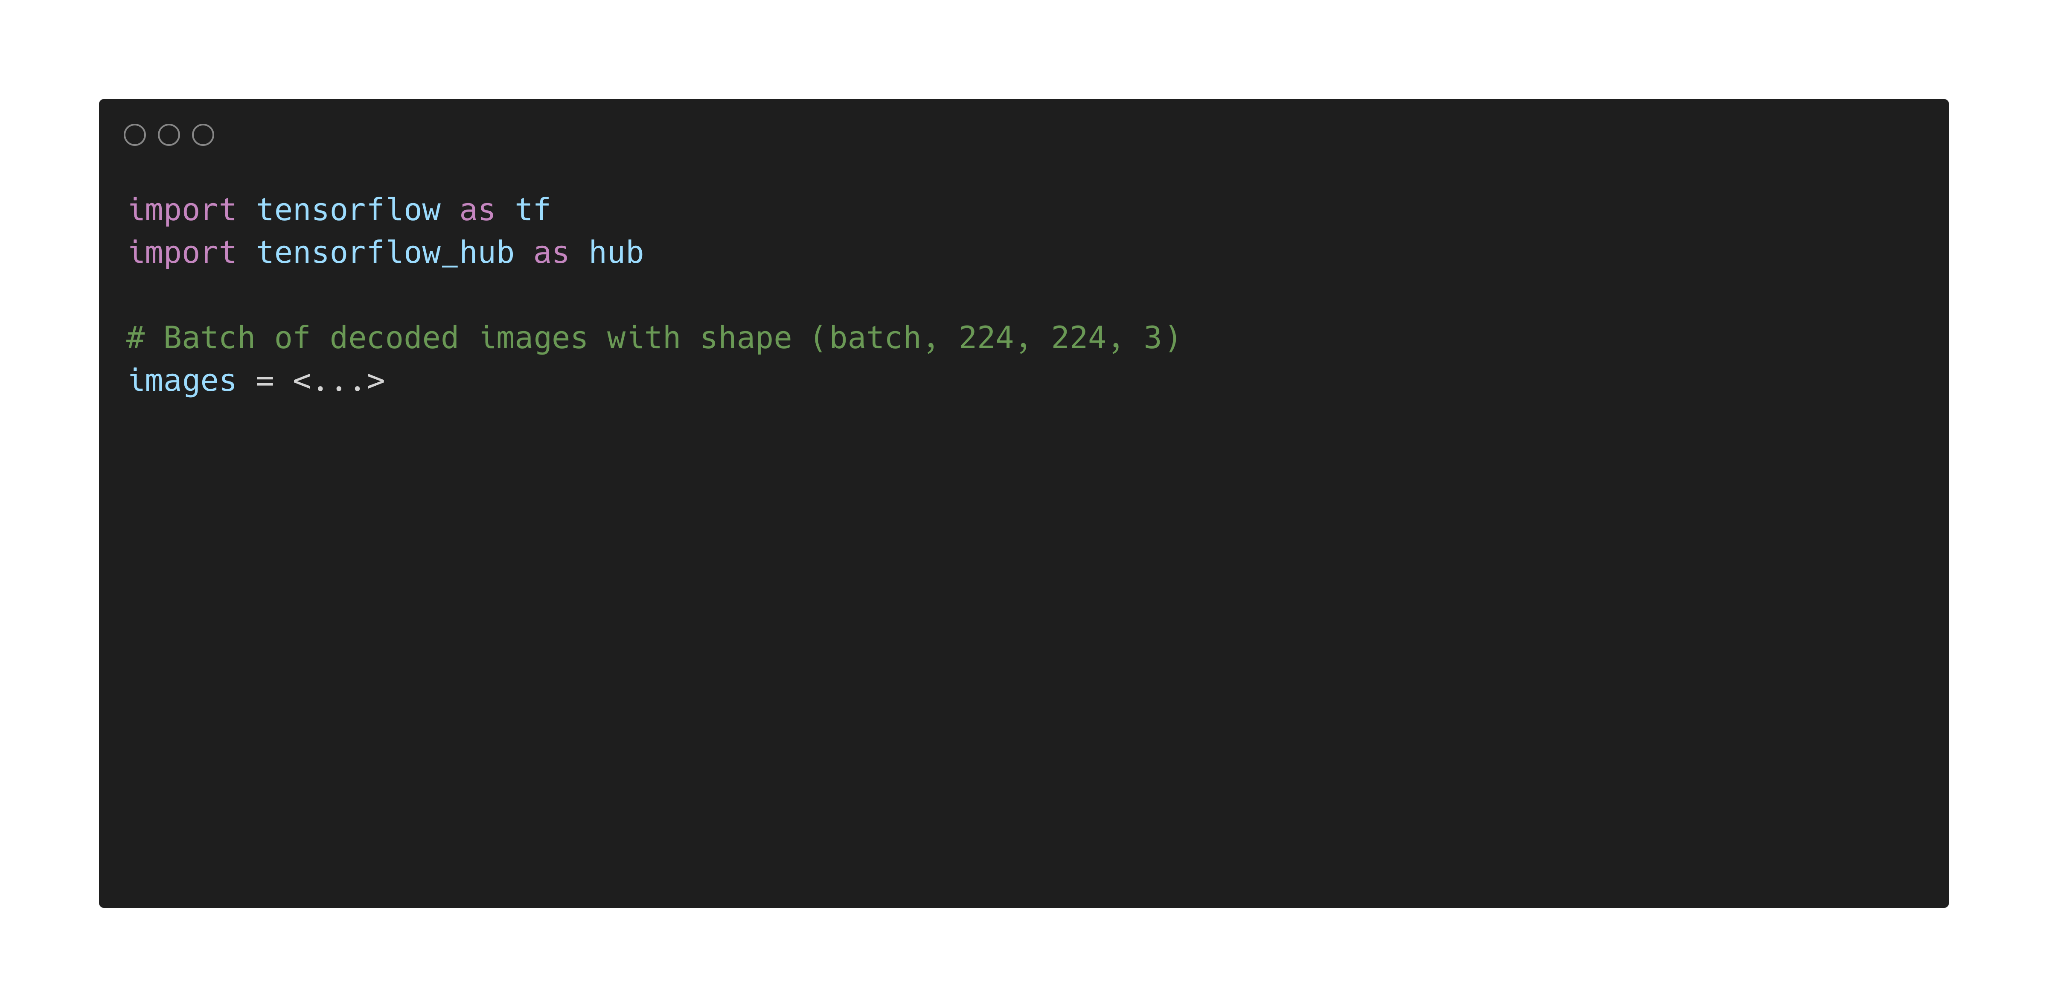 import tensorflow as tf
import tensorflow_hub as hub
# Batch of decoded images with shape (batch, 224, 224, 3)
images = <...>